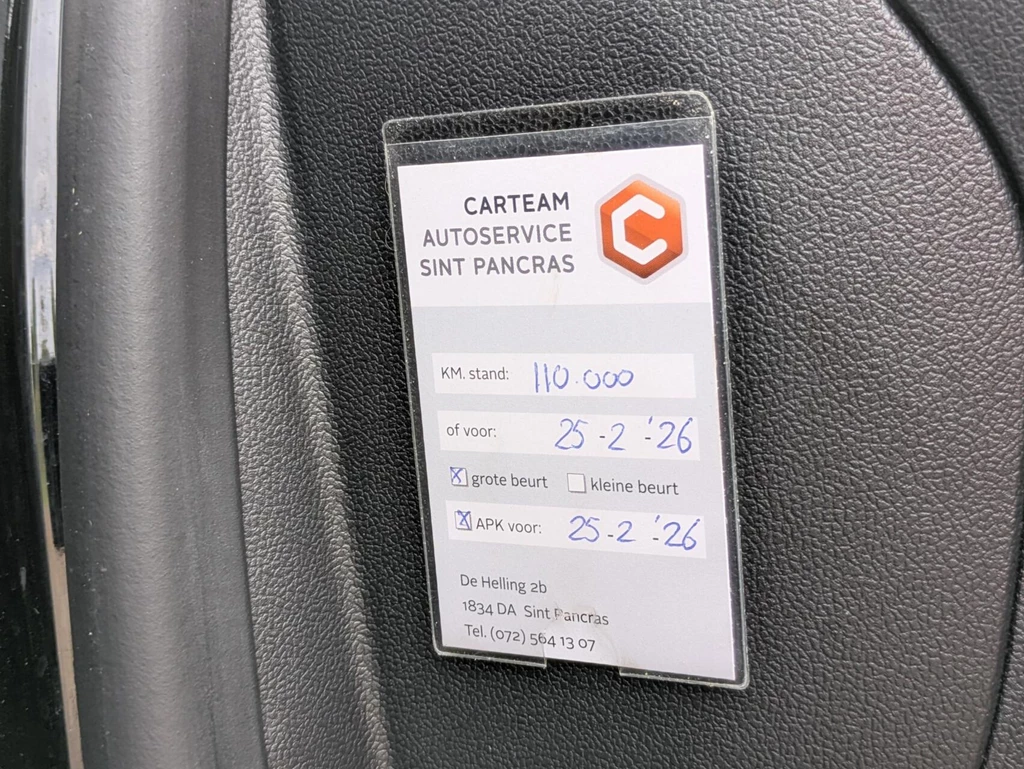 CARTEAM
AUTOSERVICE
SINT PANCRAS
KM. stand: 110.000
of voor: 25-2-'26
grote beurt kleine beurt
APK voor: 25-2-'26
De Helling 2b
1834 DA Sint Pancras
Tel. (072) 564 13 07